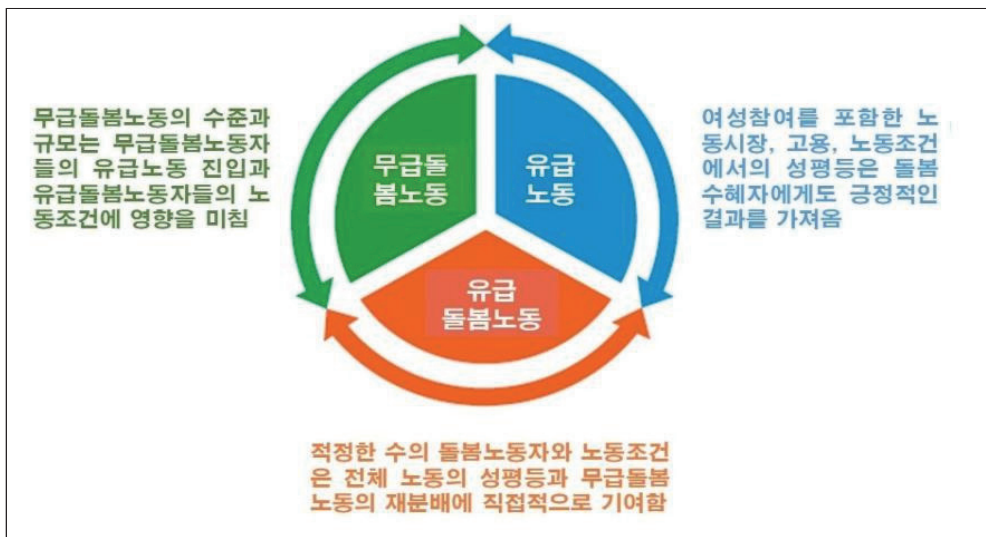 무급돌봄노동의 수준과
규모는 무급돌봄노동자
들의 유급노동 진입과
유급돌봄노동자들의 노
동조건에 영향을 미침
무급돌
봄노동
유급
노동
여성참여를 포함한 노
동시장, 고용, 노동조건
에서의 성평등은 돌봄
수혜자에게도 긍정적인
결과를 가져옴
유급
돌봄노동
적정한 수의 돌봄노동자와 노동조건
은 전체 노동의 성평등과 무급돌봄
노동의 재분배에 직접적으로 기여함